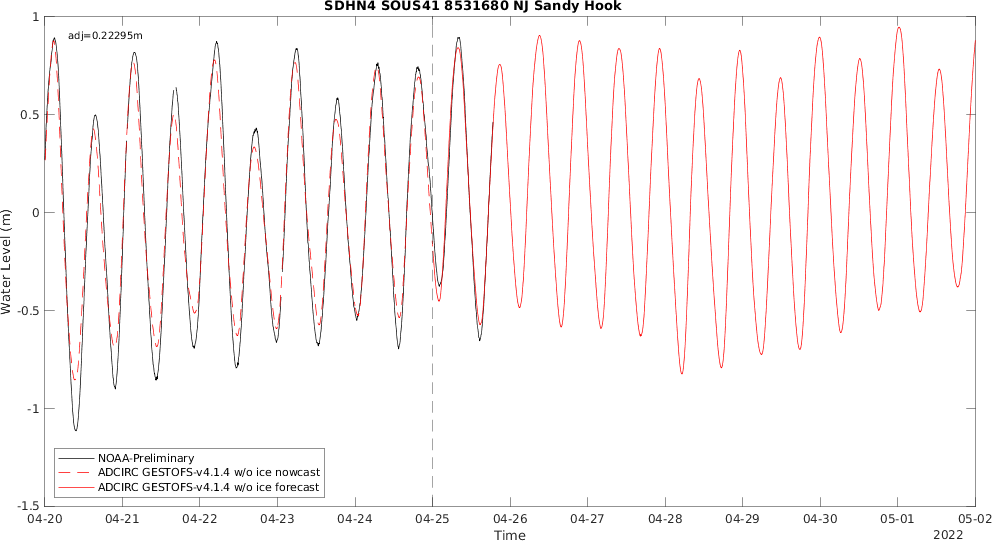 SDHN4 SOUS41 8531680 NJ Sandy Hook
adj=0.22295m
1
0.5
0
-0.5
-1
-1.5
Water Level (m)
NOAA-Preliminary
ADCIRC GESTOFS-v4.1.4 w/o ice nowcast
ADCIRC GESTOFS-v4.1.4 w/o ice forecast
04-20 04-21 04-22 04-23 04-24 04-25 04-26 04-27 04-28 04-29 04-30 05-01 05-02
Time
2022